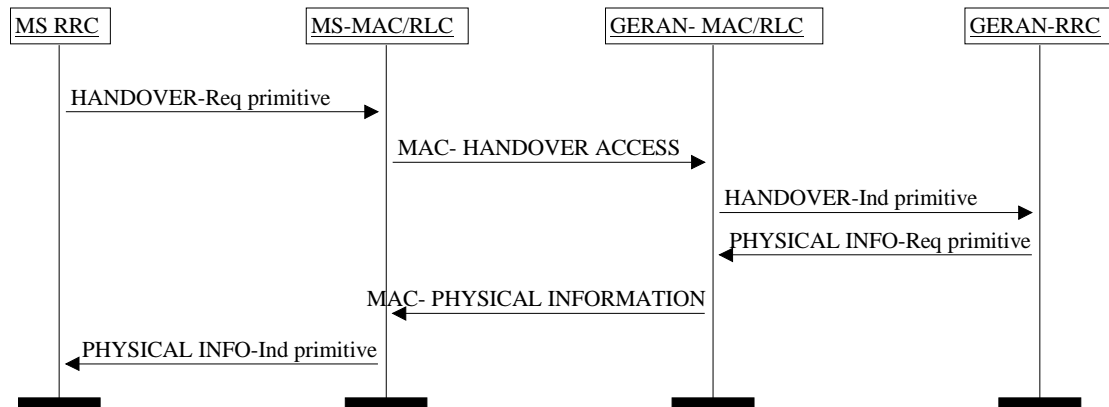 MS RRC
MS-MAC/RLC
GERAN- MAC/RLC
GERAN-RRC
HANDOVER-Req primitive
MAC- HANDOVER ACCESS
HANDOVER-Ind primitive
PHYSICAL INFO-Req primitive
MAC- PHYSICAL INFORMATION
PHYSICAL INFO-Ind primitive